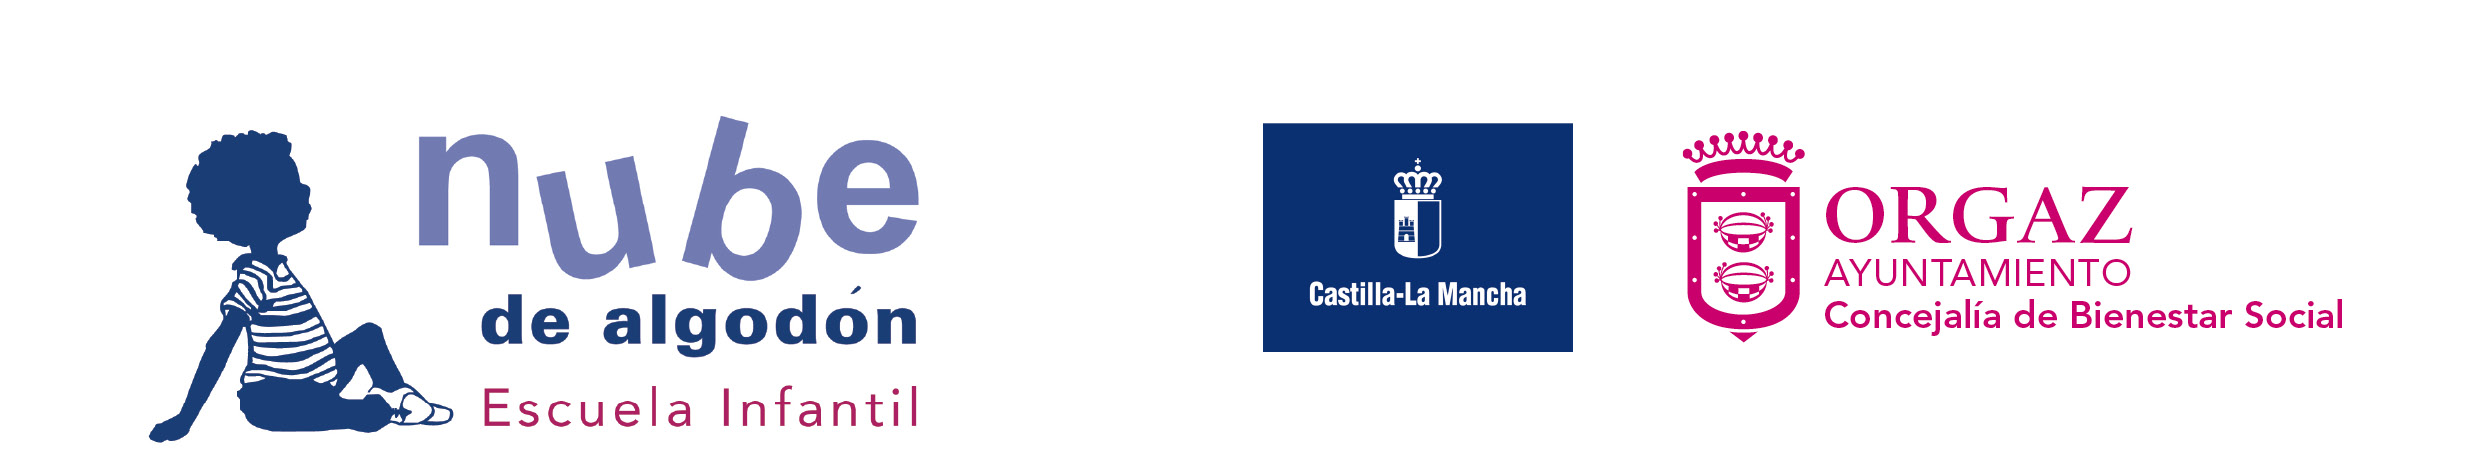 nube
de algodón
Escuela Infantil
Castilla-La Mancha
ORGAZ
AYUNTAMIENTO
Concejalía de Bienestar Social